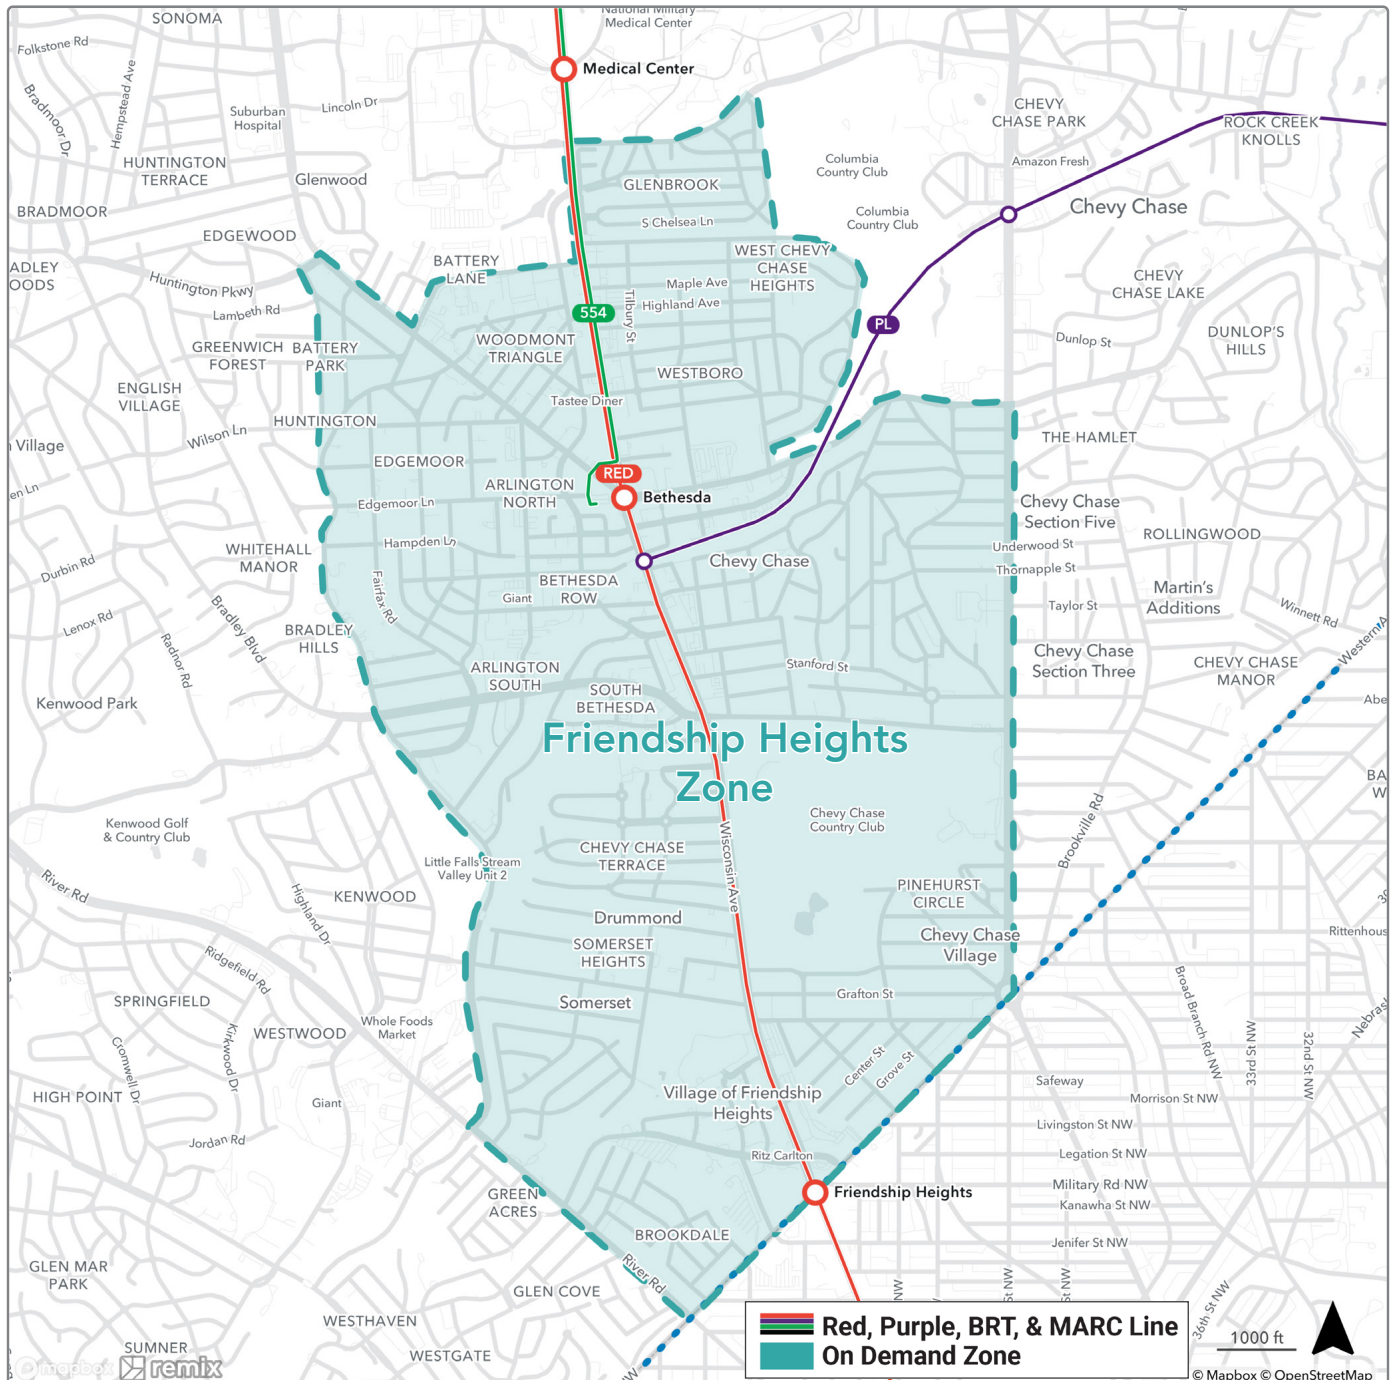 SONOMA
National Military
Medical Center
Folkstone Rd
Medical Center
Hempstead Ave
Bradmoor Dr
Lincoln Dr
Suburban
Hospital
CHEVY
CHASE PARK
ROCK CREEK
KNOLLS
HUNTINGTON
TERRACE
Glenwood
Columbia
Country Club
Amazon Fresh
GLENBROOK
BRADMOOR
S Chelsea Ln
Columbia
Country Club
Chevy Chase
EDGEWOOD
BATTERY
LANE
WEST CHEVY
CHASE
HEIGHTS
ADLEY
OODS
Huntington Pkwy
Maple Ave
CHEVY
CHASE LAKE
Lambeth Rd
554
Tilbury St
Highland Ave
PL
GREENWICH
FOREST
BATTERY
PARK
WOODMONT
TRIANGLE
Dunlop St
DUNLOP'S
HILLS
WESTBORO
ENGLISH
VILLAGE
Tastee Diner
HUNTINGTON
Village
Wilson Ln
THE HAMLET
EDGEMOOR
RED
en Ln
Edgemoor Ln
ARLINGTON
NORTH
Bethesda
Chevy Chase
Section Five
ROLLINGWOOD
Hampden Ln
Underwood St
WHITEHALL
MANOR
Durbin Rd
Chevy Chase
Thornapple St
Fairfax Rd
BETHESDA
ROW
Giant
Martin's
Additions
Taylor St
Winnett Rd
Lenox Rd
Bradley Blvd
BRADLEY
HILLS
Western A
Radnor Rd
ARLINGTON
SOUTH
Stanford St
Chevy Chase
Section Three
CHEVY CHASE
MANOR
Kenwood Park
SOUTH
BETHESDA
Abe
Friendship Heights
Zone
BA
W
Kenwood Golf
& Country Club
Chevy Chase
Country Club
Brookville Rd
Wisconsin Ave
CHEVY CHASE
TERRACE
Little Falls Stream
Valley Unit 2
River Rd
KENWOOD
PINEHURST
CIRCLE
Highland Dr
Drummond
Chevy Chase
Village
Rittenhous
SOMERSET
HEIGHTS
Ridgefield Rd
Somerset
Grafton St
SPRINGFIELD
Whole Foods
Market
WESTWOOD
Broad Branch Rd NW
33rd St NW
32nd St NW
Nebras
Cromwell Dr
Kirkwood Dr
Center St
Grove St
Safeway
HIGH POINT
Giant
Village of Friendship
Heights
Morrison St NW
Livingston St NW
Jordan Rd
Ritz Carlton
Legation St NW
GREEN
ACRES
Friendship Heights
Military Rd NW
Kanawha St NW
BROOKDALE
Jenifer St NW
GLEN MAR
PARK
River Rd
GLEN COVE
NW
St NW
St NW
36th St NW
WESTHAVEN
SUMNER
WESTGATE
NW
Red, Purple, BRT, & MARC Line
On Demand Zone
1000 ft
mapbox
remix
© Mapbox © OpenStreetMap